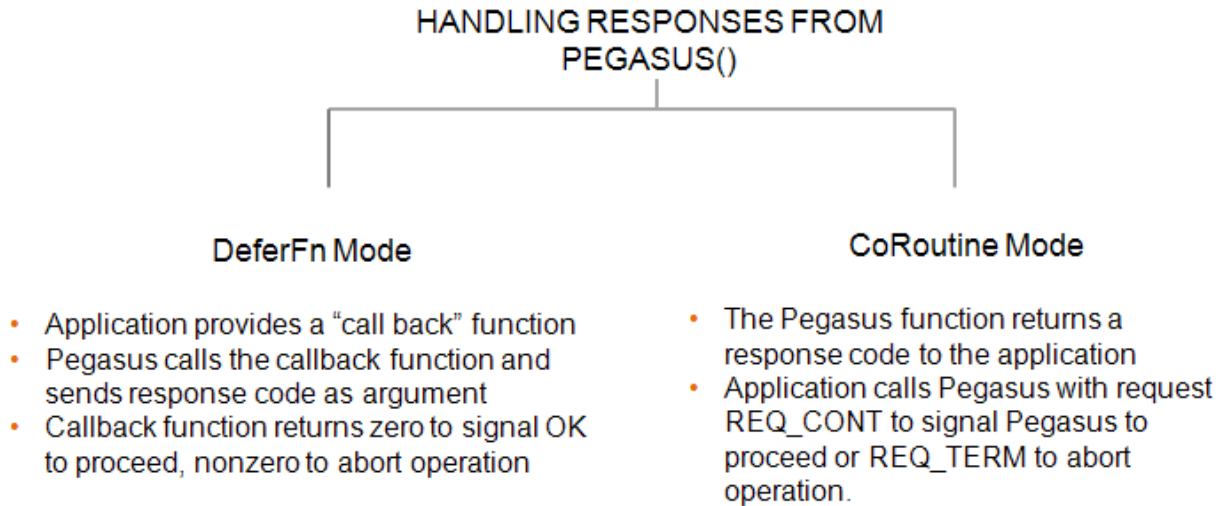 HANDLING RESPONSES FROM
PEGASUS()
DeferFn Mode
• Application provides a “call back” function
• Pegasus calls the callback function and
sends response code as argument
• Callback function returns zero to signal OK
to proceed, nonzero to abort operation
CoRoutine Mode
• The Pegasus function returns a
response code to the application
• Application calls Pegasus with request
REQ_CONT to signal Pegasus to
proceed or REQ_TERM to abort
operation.